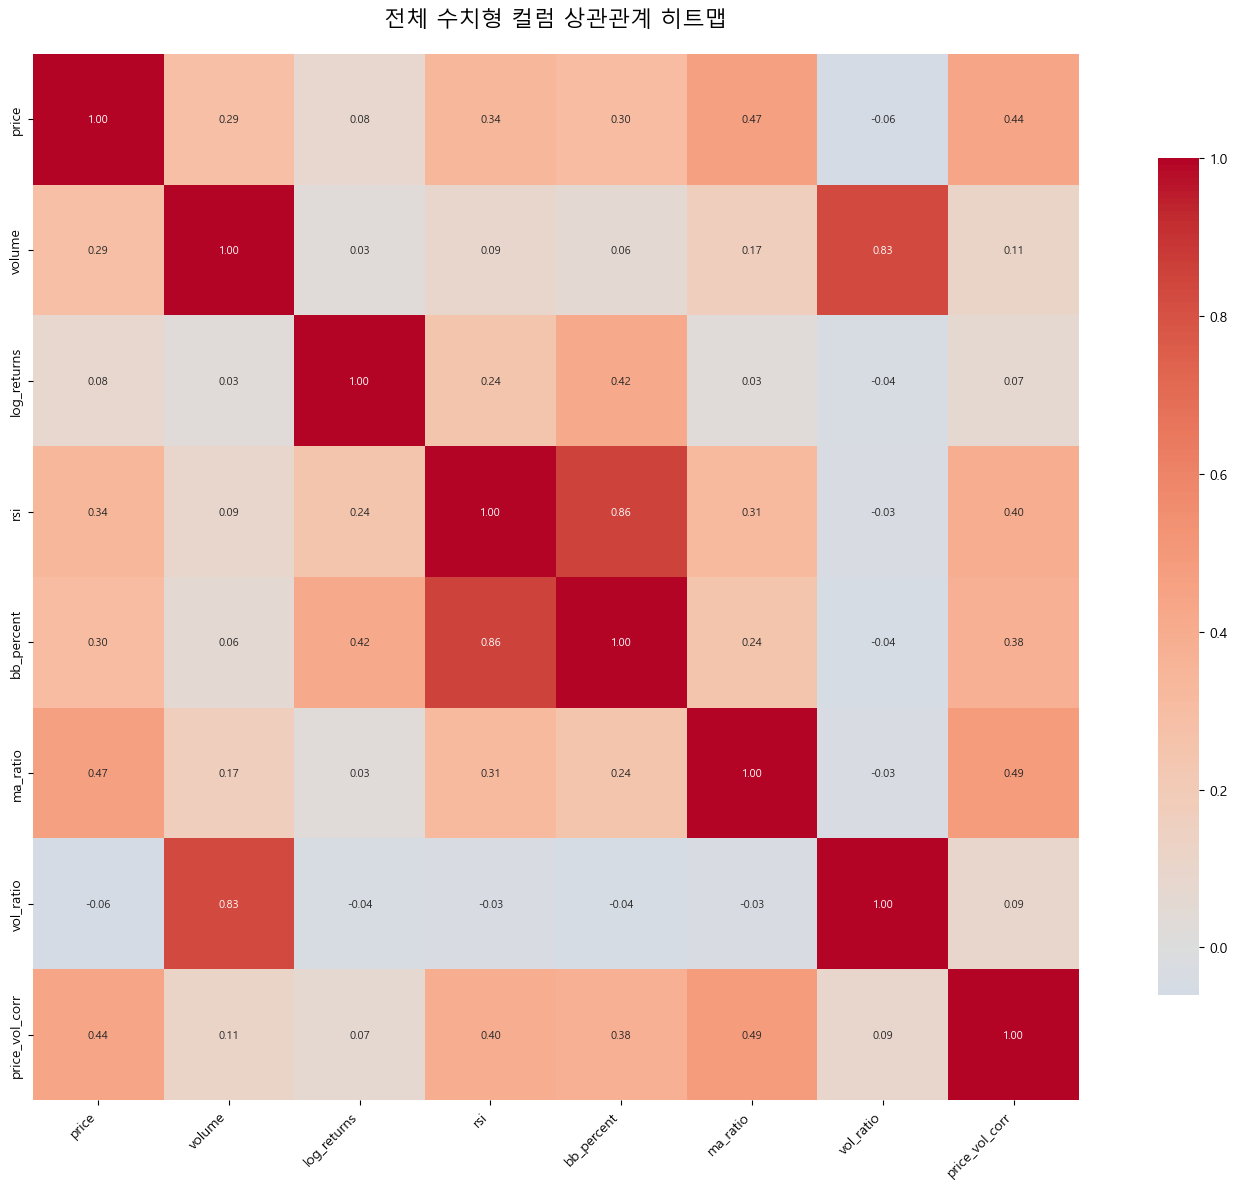 전체 수치형 컬럼 상관관계 히트맵
price 1.00 0.29 0.08 0.34 0.30 0.47 -0.06 0.44
volume 0.29 1.00 0.03 0.09 0.06 0.17 0.83 0.11
log_returns 0.08 0.03 1.00 0.24 0.42 0.03 -0.04 0.07
rsi 0.34 0.09 0.24 1.00 0.86 0.31 -0.03 0.40
bb_percent 0.30 0.06 0.42 0.86 1.00 0.24 -0.04 0.38
ma_ratio 0.47 0.17 0.03 0.31 0.24 1.00 -0.03 0.49
vol_ratio -0.06 0.83 -0.04 -0.03 -0.04 -0.03 1.00 0.09
price_vol_corr 0.44 0.11 0.07 0.40 0.38 0.49 0.09 1.00
price volume log_returns rsi bb_percent ma_ratio vol_ratio price_vol_corr
1.0
0.8
0.6
0.4
0.2
0.0